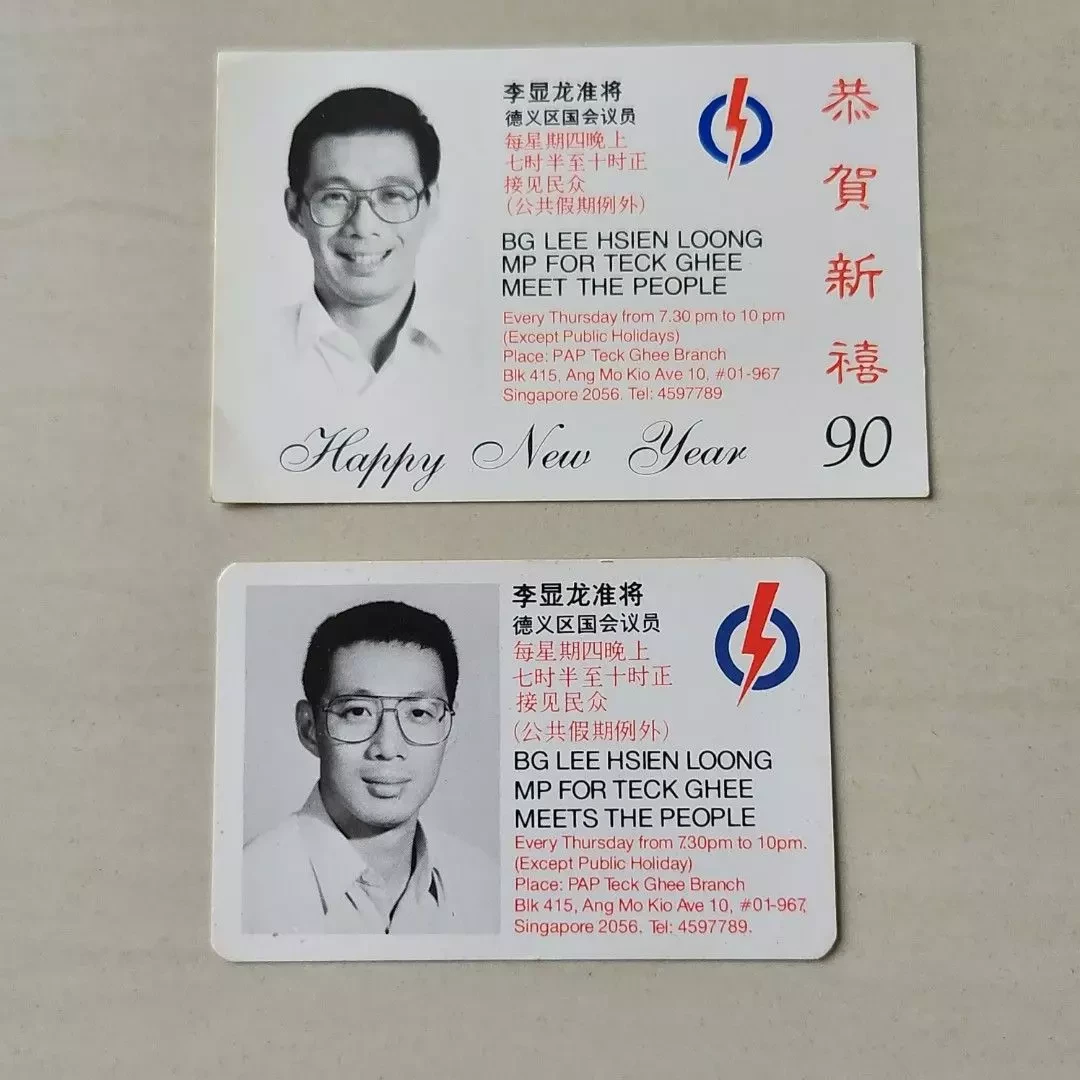 李显龙准将
德义区国会议员
每星期四晚上
七时半至十时正
接见民众
(公共假期例外)
BG LEE HSIEN LOONG
MP FOR TECK GHEE
MEET THE PEOPLE
Every Thursday from 7.30 pm to 10 pm
(Except Public Holidays)
Place: PAP Teck Ghee Branch
Blk 415, Ang Mo Kio Ave 10, #01-967
Singapore 2056. Tel: 4597789
恭賀新禧
Happy New Year 90
李显龙准将
德义区国会议员
每星期四晚上
七时半至十时正
接见民众
(公共假期例外)
BG LEE HSIEN LOONG
MP FOR TECK GHEE
MEETS THE PEOPLE
Every Thursday from 7.30pm to 10pm.
(Except Public Holiday)
Place: PAP Teck Ghee Branch
Blk 415, Ang Mo Kio Ave 10, #01-967,
Singapore 2056. Tel: 4597789.